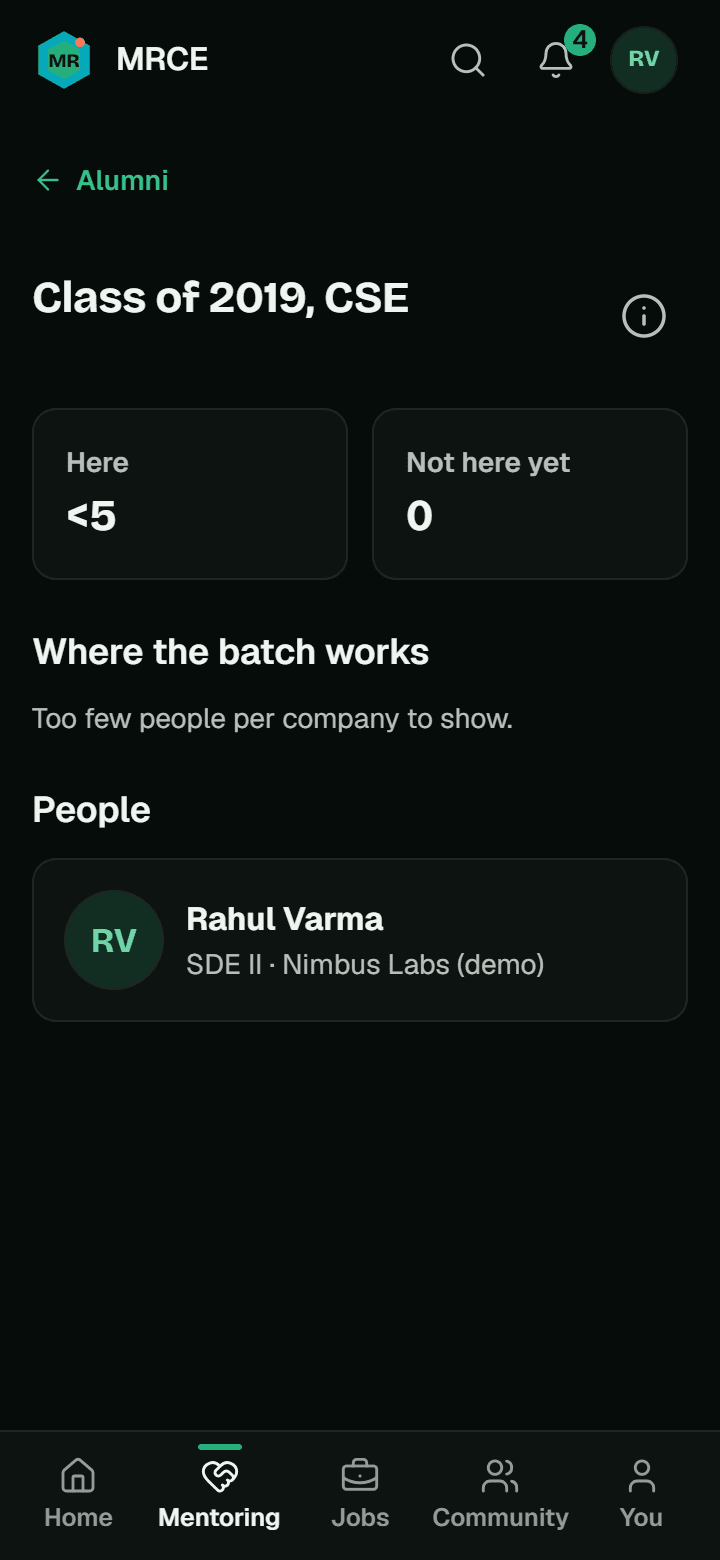 MR
MRCE
4
RV
Alumni
Class of 2019, CSE
Here
<5
Not here yet
0
Where the batch works
Too few people per company to show.
People
RV
Rahul Varma
SDE II · Nimbus Labs (demo)
Home
Mentoring
Jobs
Community
You